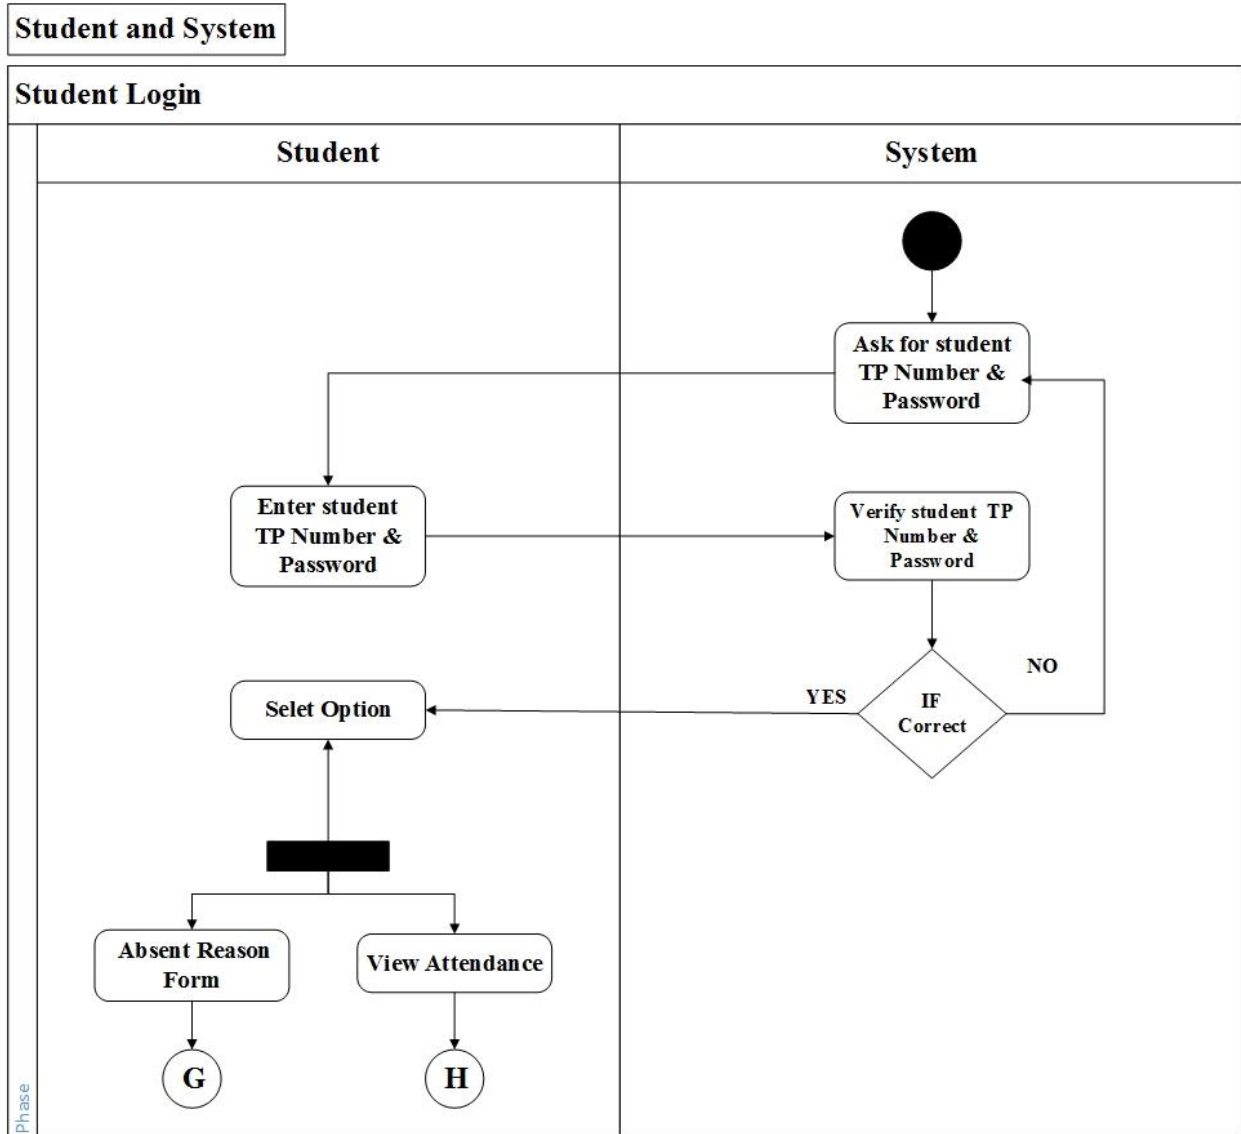 Student and System
Student Login
Student
System
Ask for student
TP Number &
Password
Enter student
TP Number &
Password
Verify student TP
Number &
Password
NO
YES
IF
Correct
Selet Option
Absent Reason
Form
View Attendance
G
H
Phase